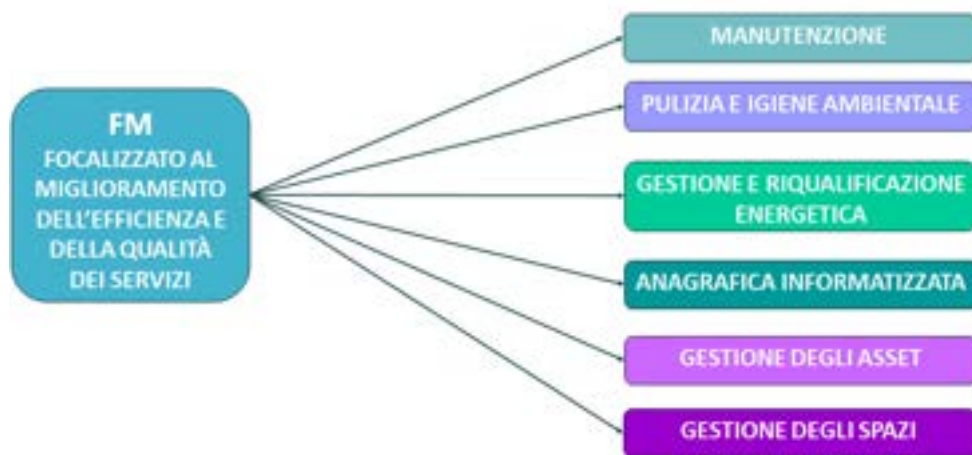 FM
FOCALIZZATO AL
MIGLIORAMENTO
DELL'EFFICIENZA E
DELLA QUALITÀ
DEI SERVIZI
MANUTENZIONE
PULIZIA E IGIENE AMBIENTALE
GESTIONE E RIQUALIFICAZIONE
ENERGETICA
ANAGRAFICA INFORMATIZZATA
GESTIONE DEGLI ASSET
GESTIONE DEGLI SPAZI